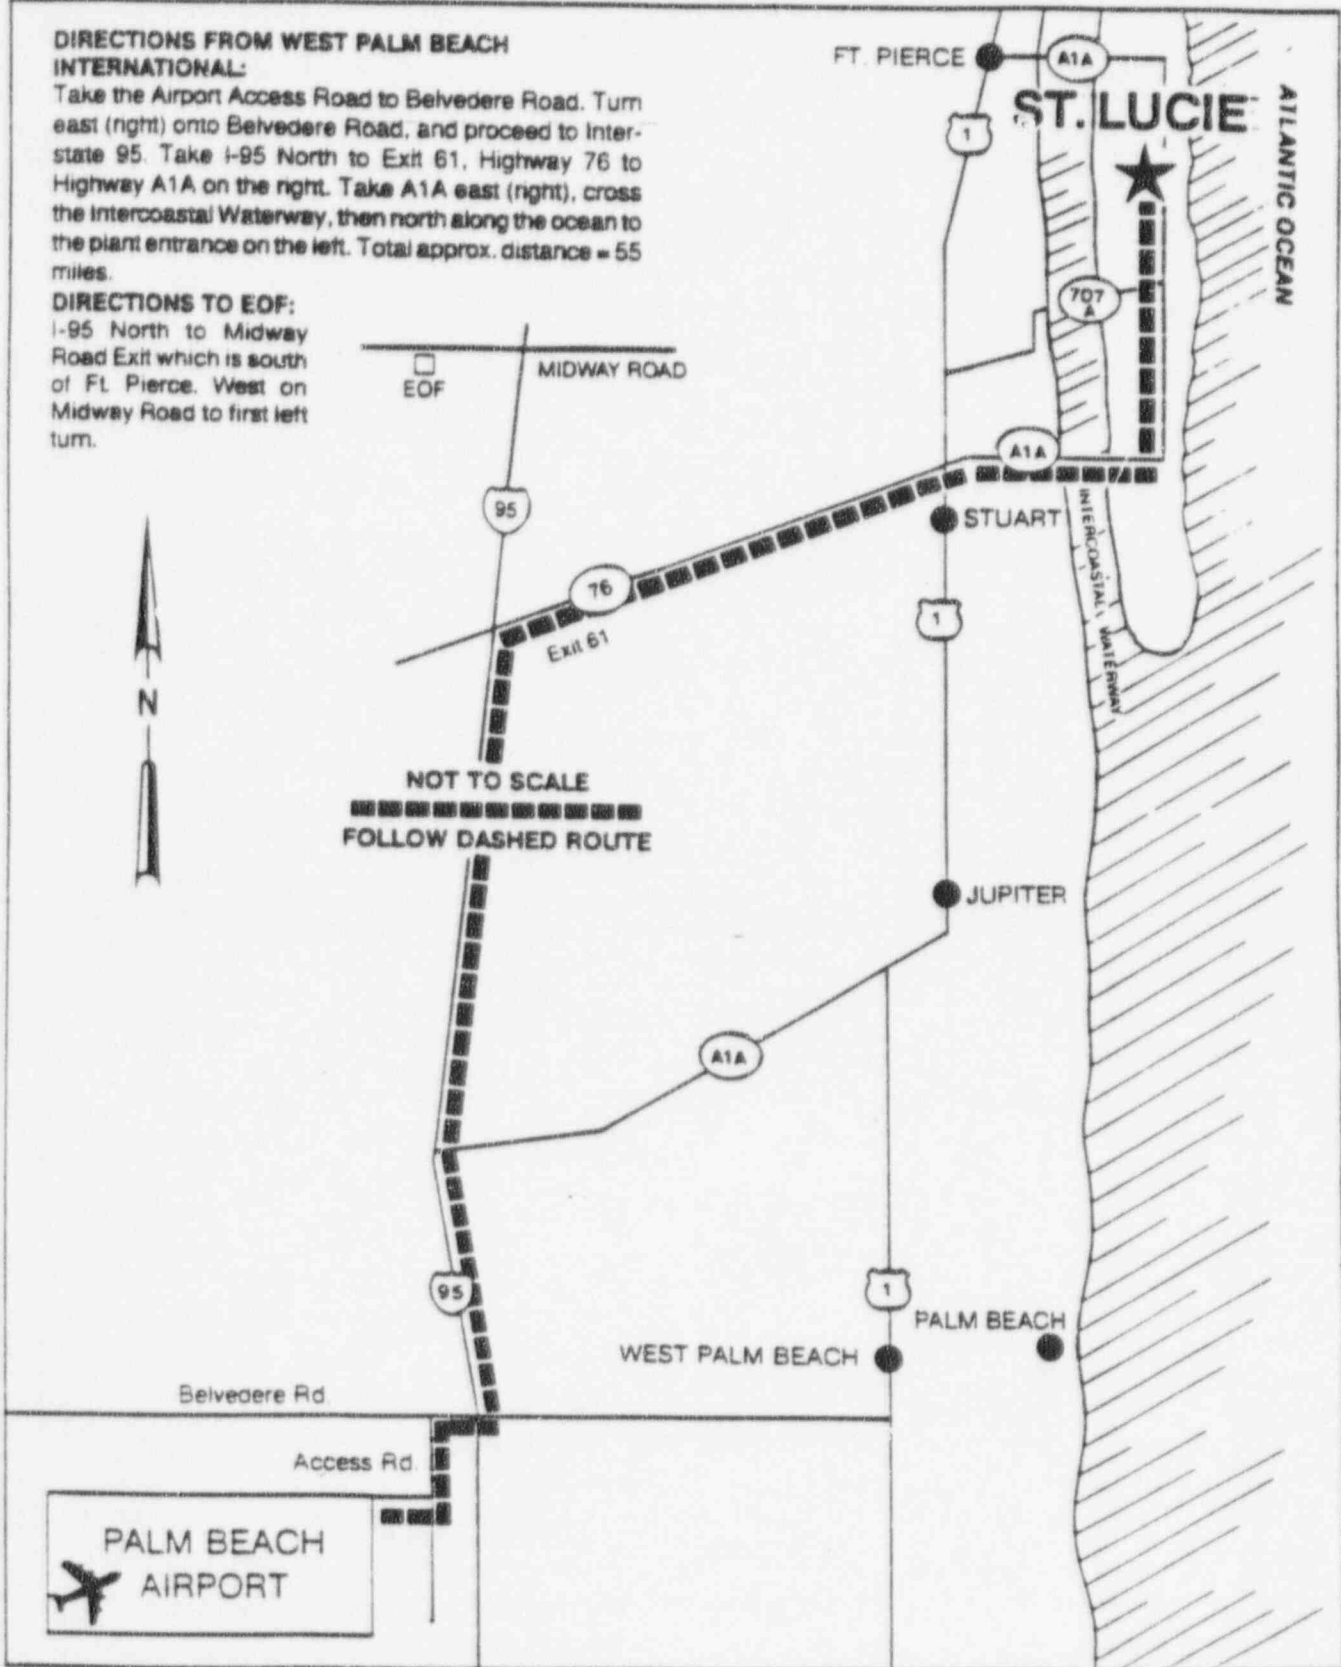 DIRECTIONS FROM WEST PALM BEACH
INTERNATIONAL:
Take the Airport Access Road to Belvedere Road. Turn
east (right) onto Belvedere Road, and proceed to Inter-
state 95. Take I-95 North to Exit 61, Highway 76 to
Highway A1A on the right. Take A1A east (right), cross
the Intercoastal Waterway, then north along the ocean to
the plant entrance on the left. Total approx. distance = 55
miles.
DIRECTIONS TO EOF:
I-95 North to Midway
Road Exit which is south
of Ft. Pierce. West on
Midway Road to first left
turn.
FT. PIERCE
A1A
ST. LUCIE
1
ATLANTIC OCEAN
707
A
MIDWAY ROAD
EOF
A1A
95
STUART
INTERCOASTAL WATERWAY
76
Exit 61
1
N
NOT TO SCALE
FOLLOW DASHED ROUTE
JUPITER
A1A
95
1
PALM BEACH
WEST PALM BEACH
Belvedere Rd.
Access Rd.
PALM BEACH
AIRPORT